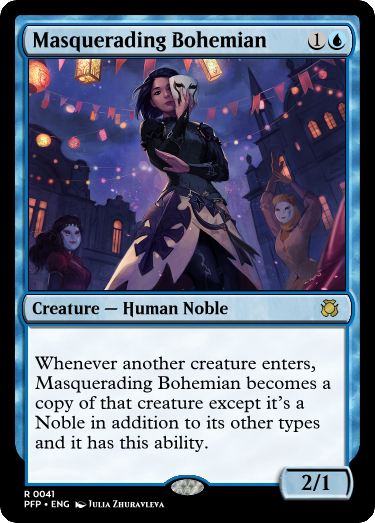 Masquerading Bohemian 1
Creature — Human Noble
Whenever another creature enters,
Masquerading Bohemian becomes a
copy of that creature except it's a
Noble in addition to its other types
and it has this ability.
2/1
R 0041
PFP • ENG Julia Zhuravleva